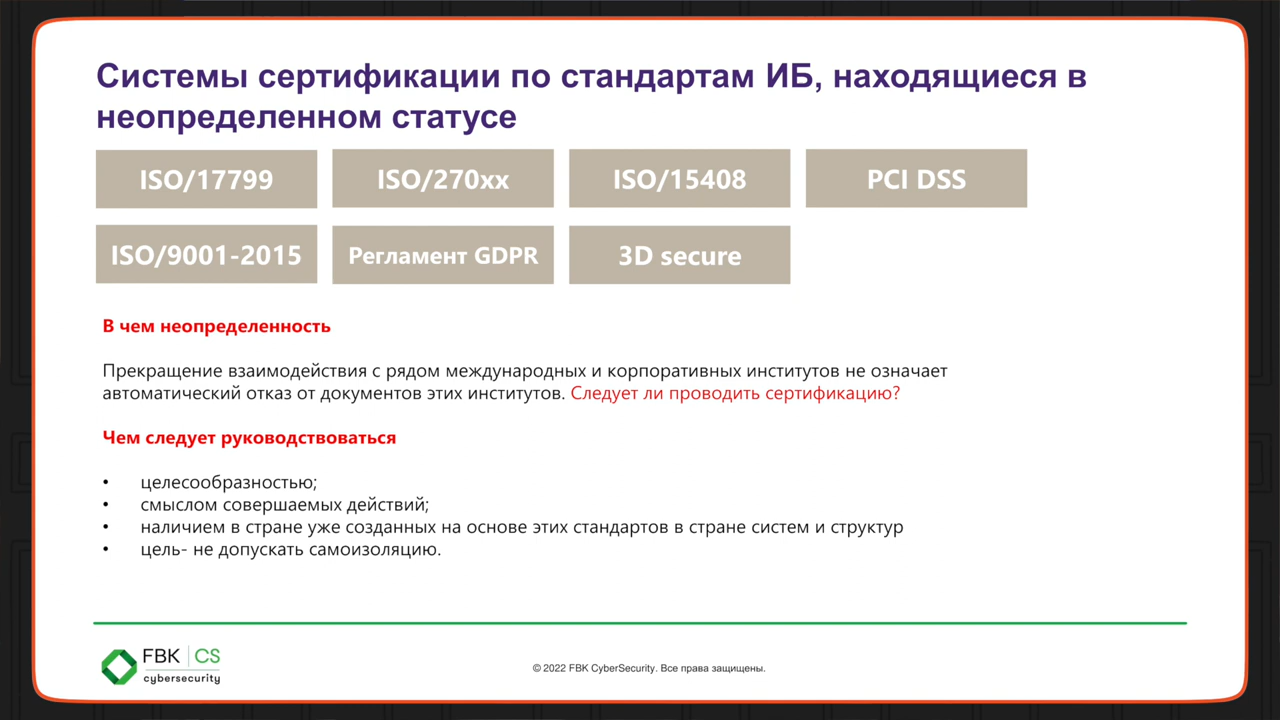 Системы сертификации по стандартам ИБ, находящиеся в
неопределенном статусе
ISO/17799
ISO/270xx
ISO/15408
PCI DSS
ISO/9001-2015
Регламент GDPR
3D secure
В чем неопределенность
Прекращение взаимодействия с рядом международных и корпоративных институтов не означает
автоматический отказ от документов этих институтов. Следует ли проводить сертификацию?
Чем следует руководствоваться
• целесообразностью;
• смыслом совершаемых действий;
• наличием в стране уже созданных на основе этих стандартов в стране систем и структур
• цель- не допускать самоизоляцию.
FBK CS
cybersecurity
© 2022 FBK CyberSecurity. Все права защищены.